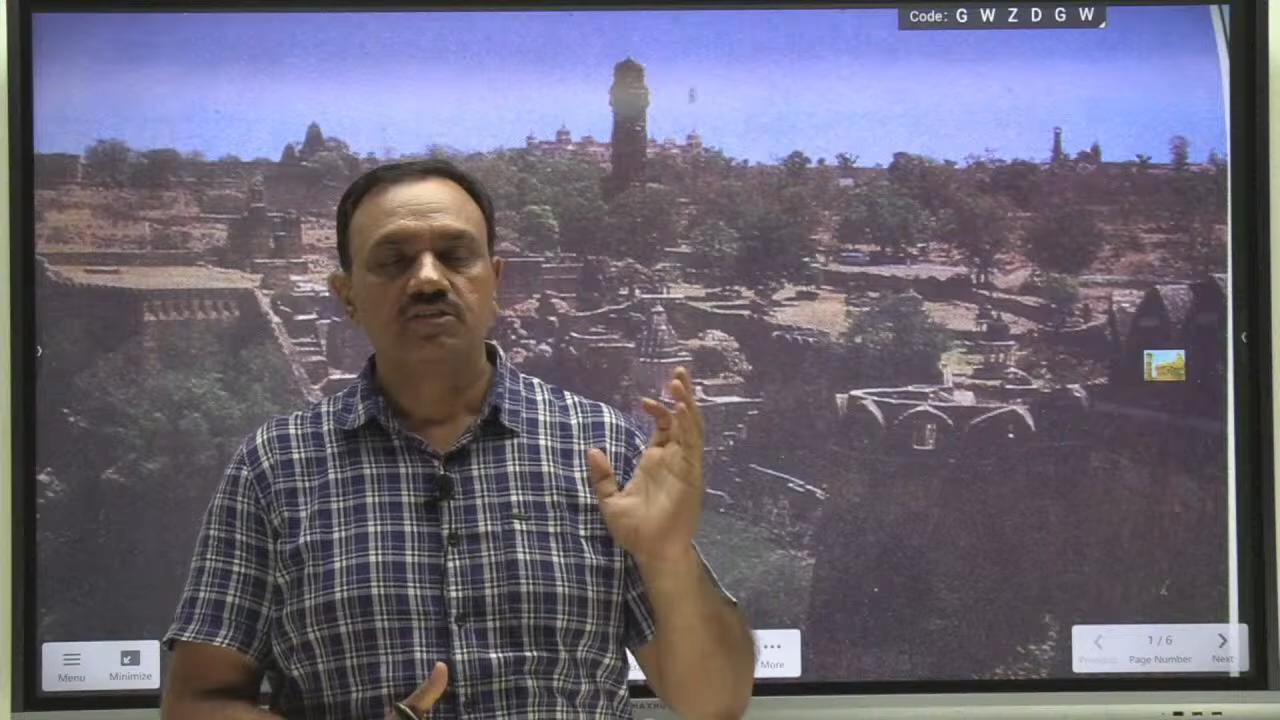 Code: G W Z D G W
Menu
Minimize
More
1 / 6
Previous
Page Number
Next